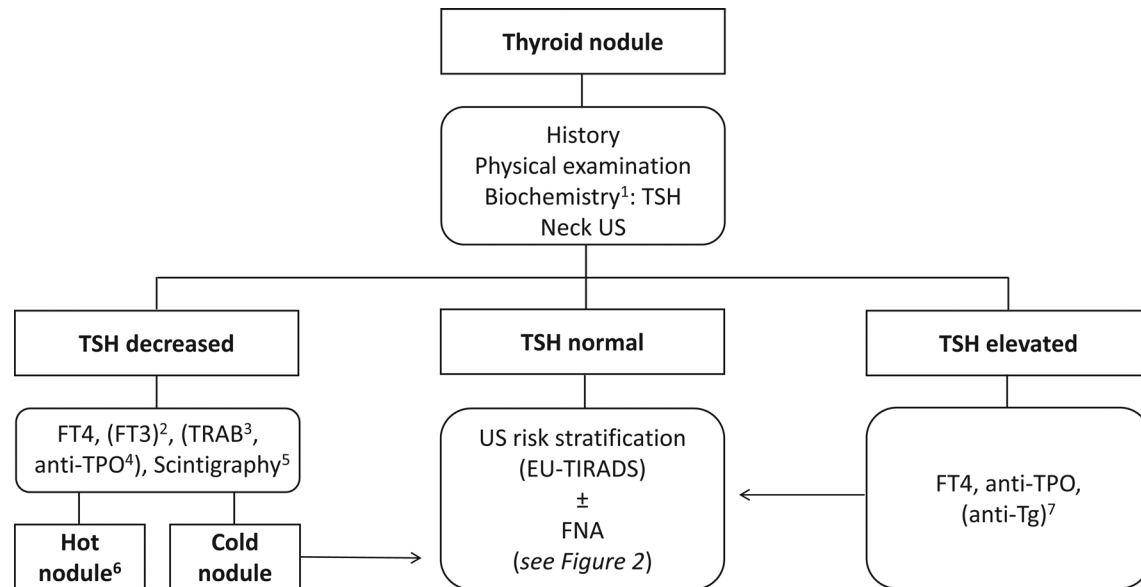 Thyroid nodule
History
Physical examination
Biochemistry¹: TSH
Neck US
TSH decreased
TSH normal
TSH elevated
FT4, (FT3)², (TRAB³,
anti-TPO⁴), Scintigraphy⁵
Hot
nodule⁶
Cold
nodule
US risk stratification
(EU-TIRADS)
±
FNA
(see Figure 2)
FT4, anti-TPO,
(anti-Tg)⁷